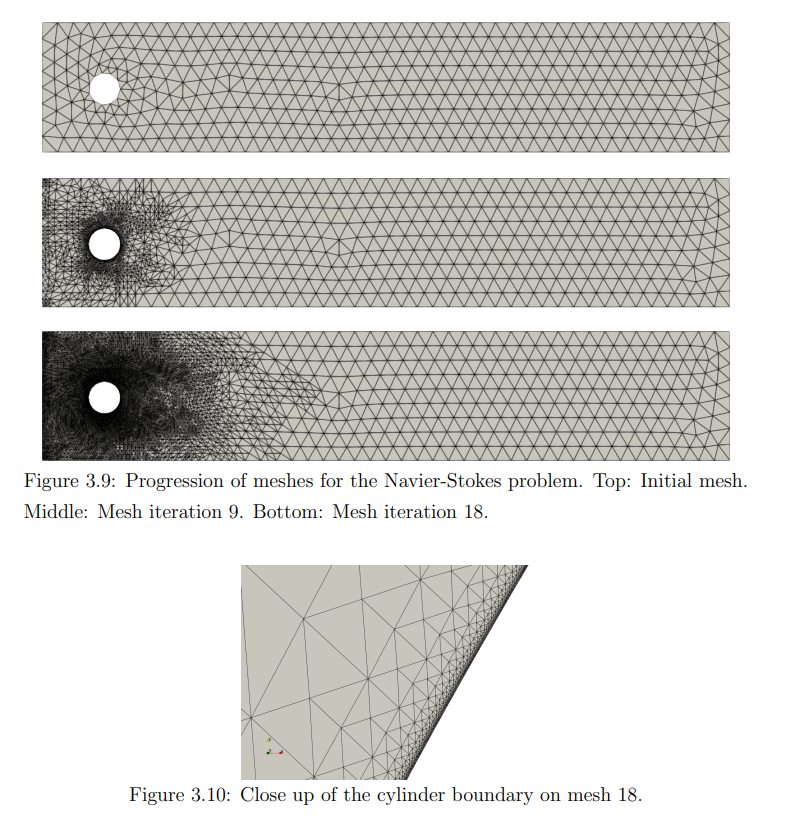 Figure 3.9: Progression of meshes for the Navier-Stokes problem. Top: Initial mesh.
Middle: Mesh iteration 9. Bottom: Mesh iteration 18.
Figure 3.10: Close up of the cylinder boundary on mesh 18.